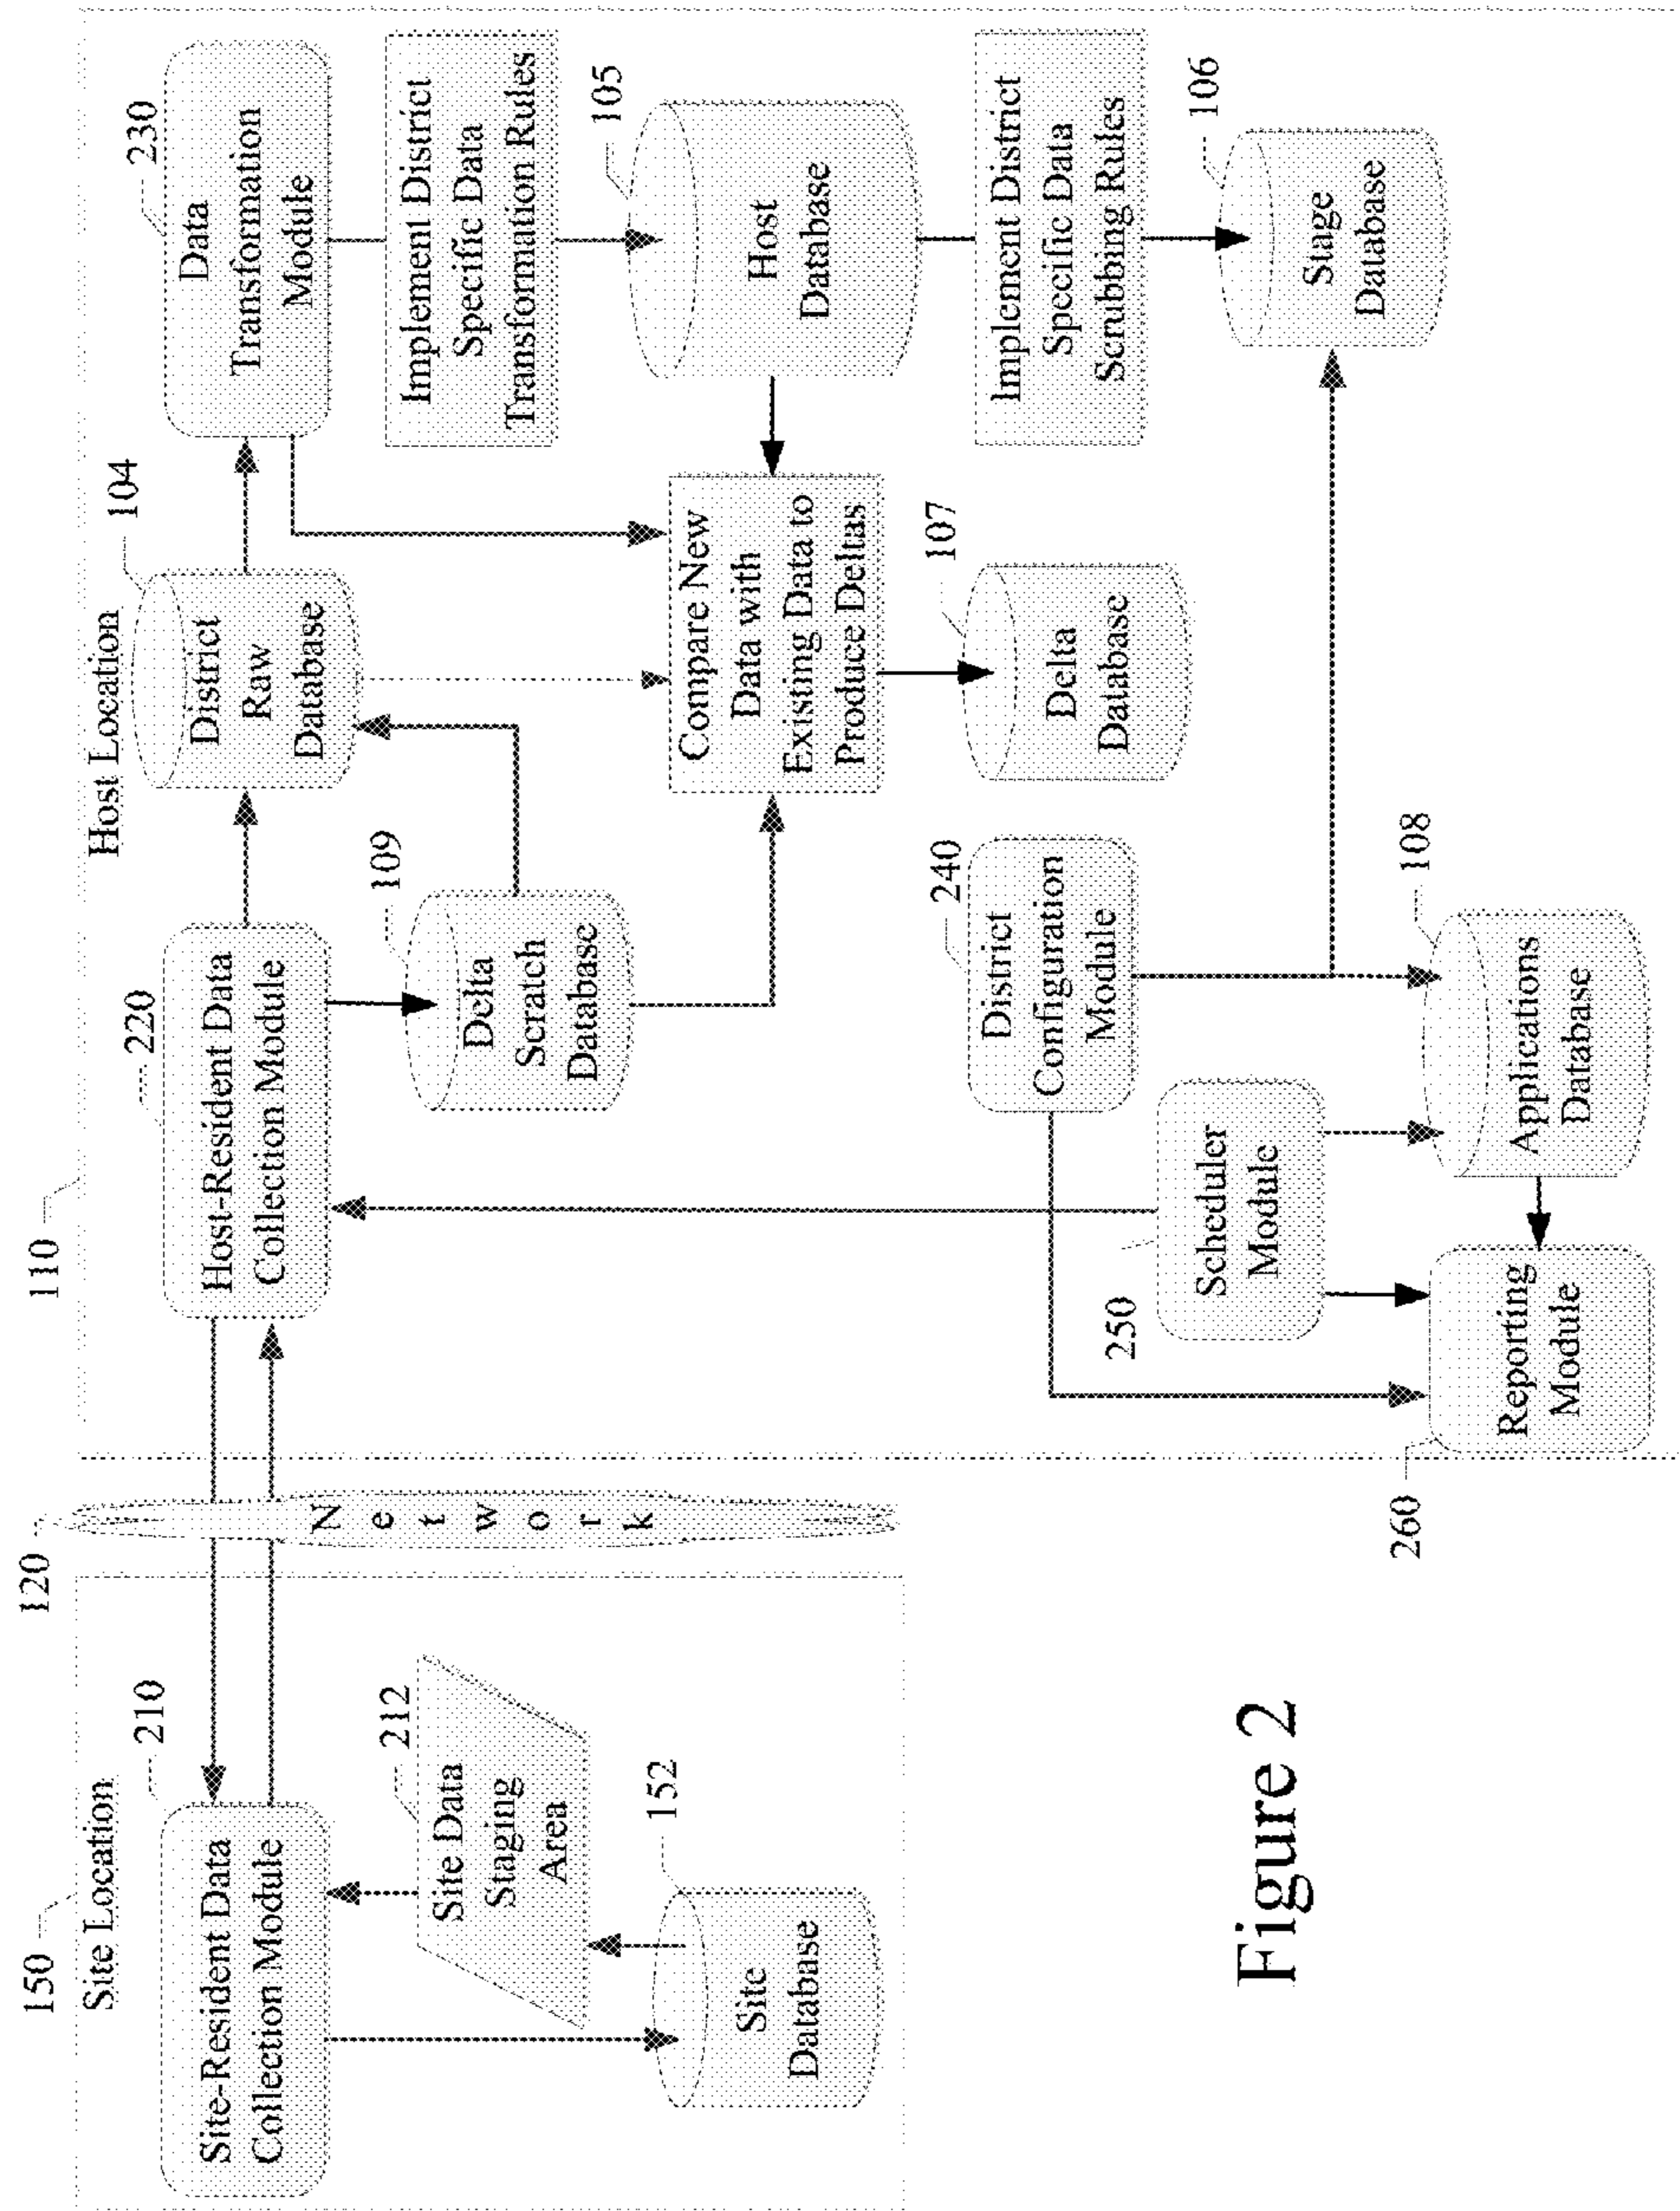 150
Site Location
210
Site-Resident Data
Collection Module
212
Site Data
Staging
Area
152
Site
Database
120
N
e
t
w
o
r
k
110
Host Location
220
Host-Resident Data
Collection Module
109
Delta
Scratch
Database
104
District
Raw
Database
230
Data
Transformation
Module
Implement District
Specific Data
Transformation Rules
105
Host
Database
Compare New
Data with
Existing Data to
Produce Deltas
107
Delta
Database
Implement District
Specific Data
Scrubbing Rules
106
Stage
Database
240
District
Configuration
Module
250
Scheduler
Module
108
Applications
Database
260
Reporting
Module
Figure 2